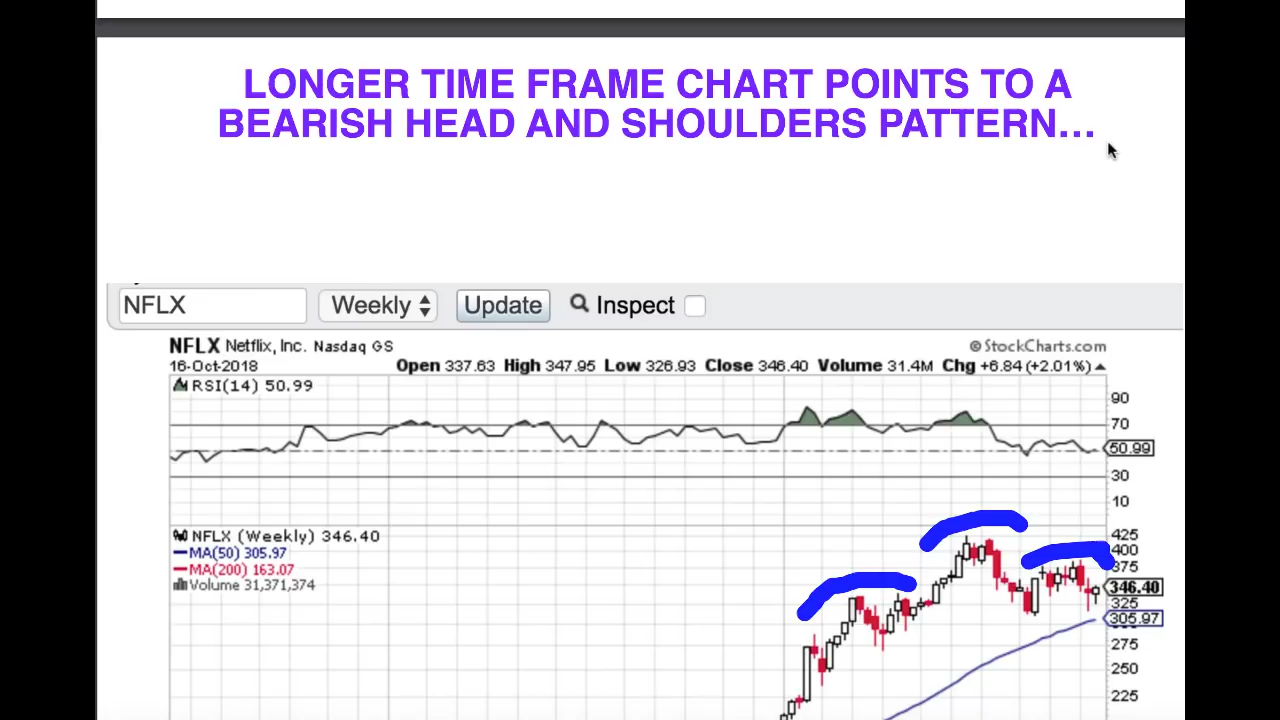 LONGER TIME FRAME CHART POINTS TO A
BEARISH HEAD AND SHOULDERS PATTERN...
NFLX Weekly Update Inspect
NFLX Netflix, Inc. Nasdaq GS © StockCharts.com
16-Oct-2018 Open 337.63 High 347.95 Low 326.93 Close 346.40 Volume 31.4M Chg +6.84 (+2.01%)
RSI(14) 50.99
90
70
50.99
30
10
NFLX (Weekly) 346.40
MA(50) 305.97
MA(200) 163.07
Volume 31,371,374
425
400
375
346.40
325
305.97
275
250
225